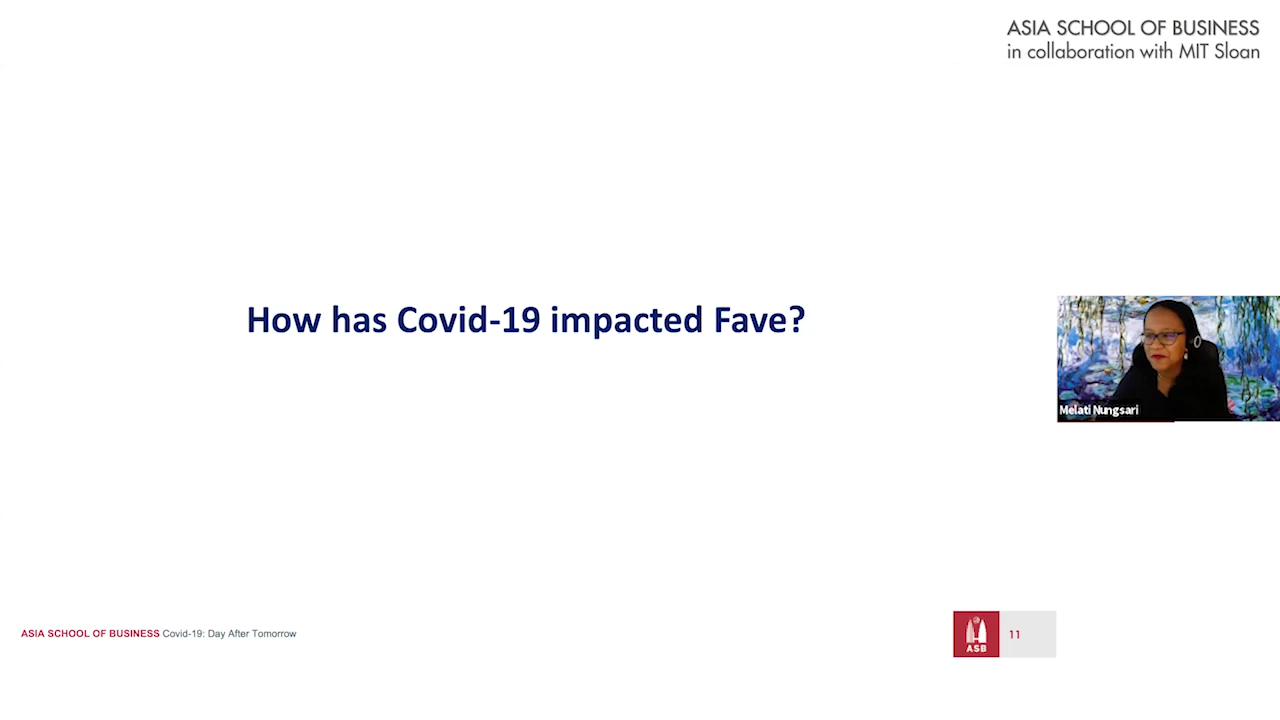 ASIA SCHOOL OF BUSINESS
in collaboration with MIT Sloan
How has Covid-19 impacted Fave?
Melati Nungsari
ASIA SCHOOL OF BUSINESS Covid-19: Day After Tomorrow
ASB
11